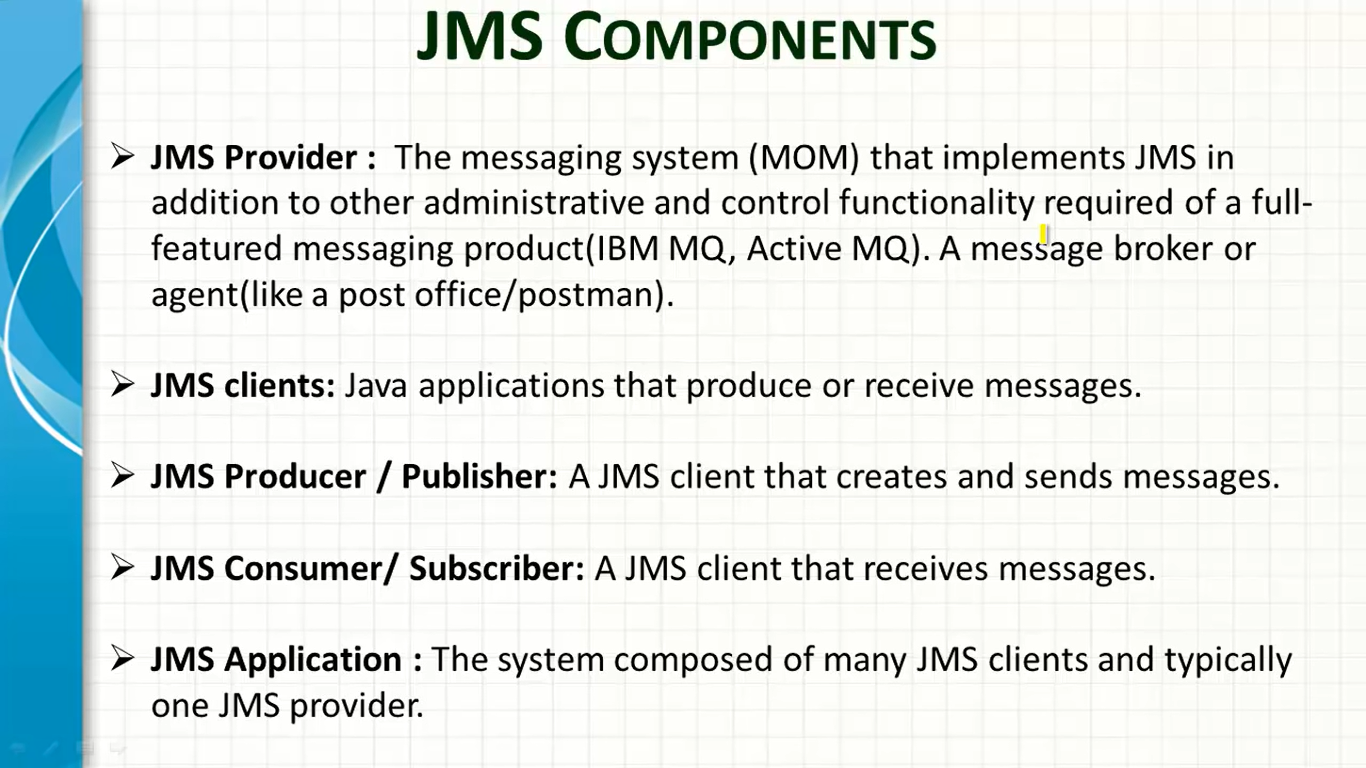 JMS COMPONENTS
➢ JMS Provider : The messaging system (MOM) that implements JMS in
addition to other administrative and control functionality required of a full-
featured messaging product(IBM MQ, Active MQ). A message broker or
agent(like a post office/postman).
➢ JMS clients: Java applications that produce or receive messages.
➢ JMS Producer / Publisher: A JMS client that creates and sends messages.
➢ JMS Consumer/ Subscriber: A JMS client that receives messages.
➢ JMS Application : The system composed of many JMS clients and typically
one JMS provider.